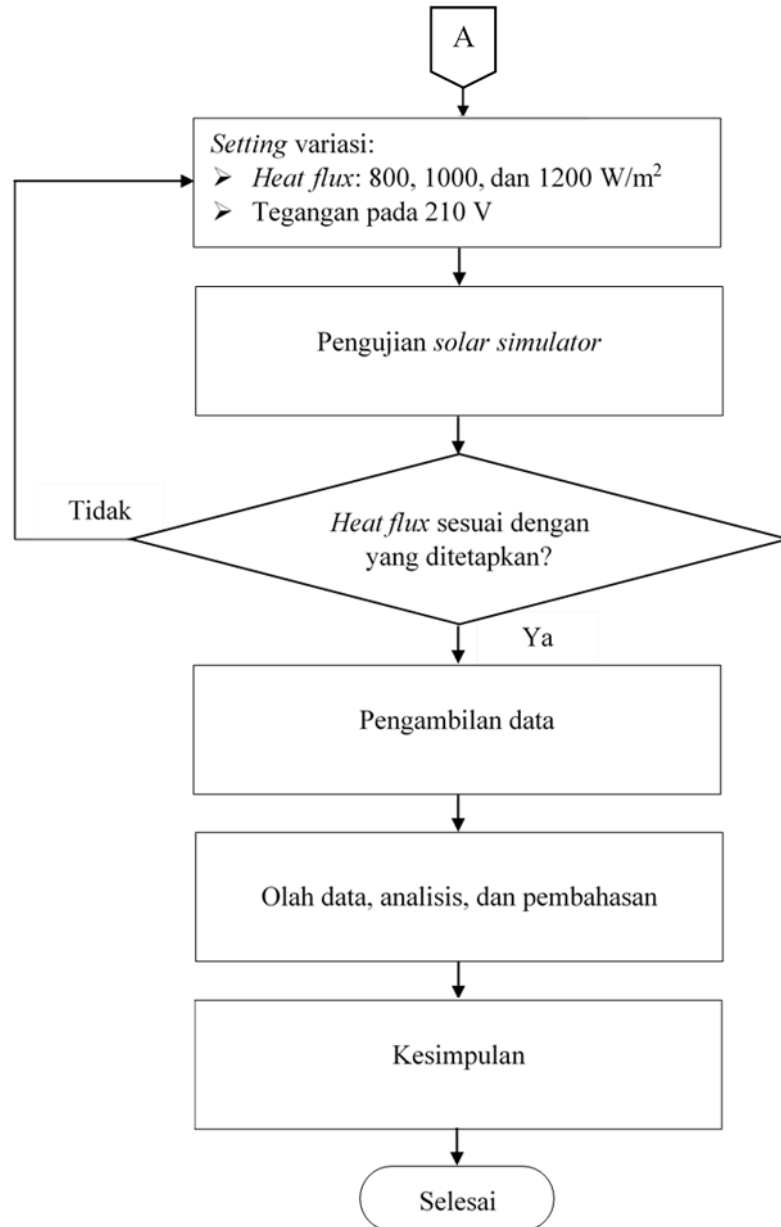 A
Setting variasi:
➢ Heat flux: 800, 1000, dan 1200 W/m²
➢ Tegangan pada 210 V
Pengujian solar simulator
Tidak
Heat flux sesuai dengan
yang ditetapkan?
Ya
Pengambilan data
Olah data, analisis, dan pembahasan
Kesimpulan
Selesai